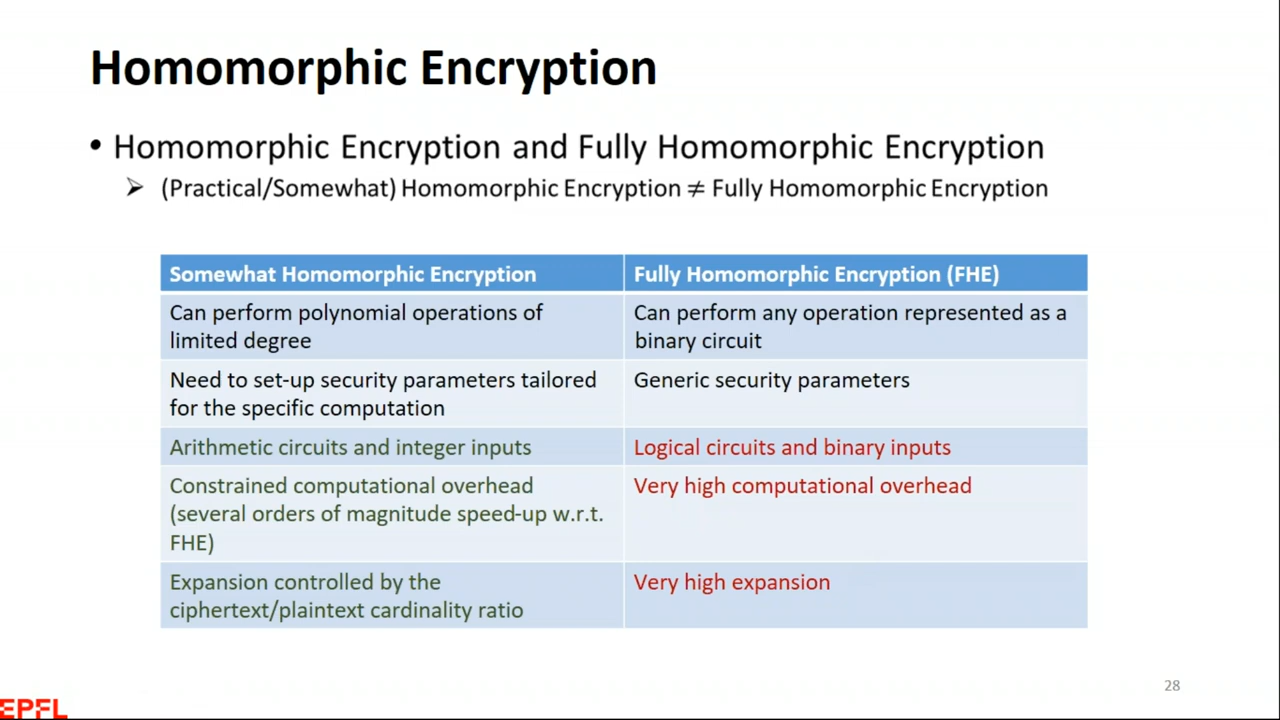 Homomorphic Encryption
• Homomorphic Encryption and Fully Homomorphic Encryption
➢ (Practical/Somewhat) Homomorphic Encryption ≠ Fully Homomorphic Encryption
Somewhat Homomorphic Encryption
Fully Homomorphic Encryption (FHE)
Can perform polynomial operations of
limited degree
Can perform any operation represented as a
binary circuit
Need to set-up security parameters tailored
for the specific computation
Generic security parameters
Arithmetic circuits and integer inputs
Logical circuits and binary inputs
Constrained computational overhead
(several orders of magnitude speed-up w.r.t.
FHE)
Very high computational overhead
Expansion controlled by the
ciphertext/plaintext cardinality ratio
Very high expansion
28
EPFL